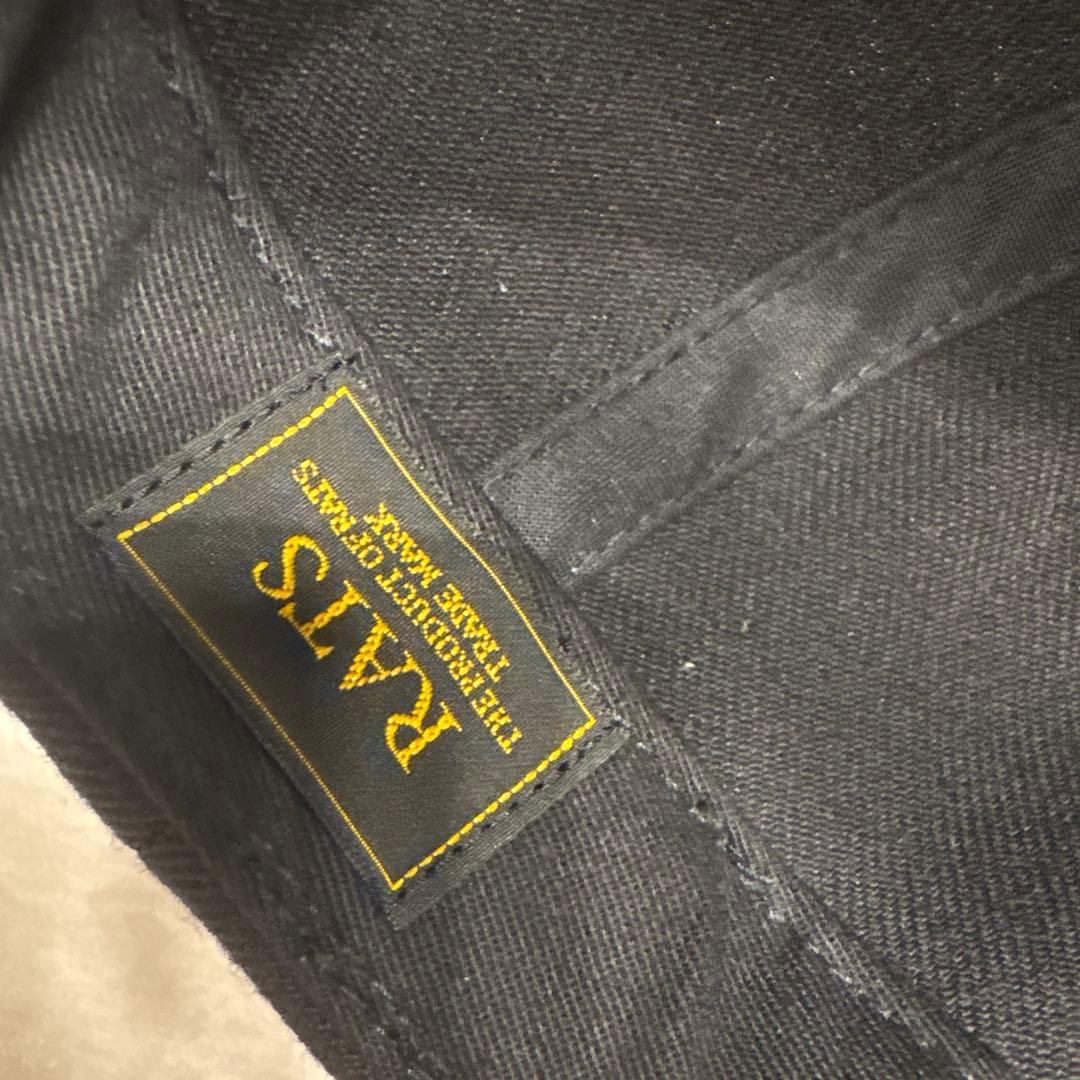 RATS
THE PRODUCT OF RATS
TRADE MARK